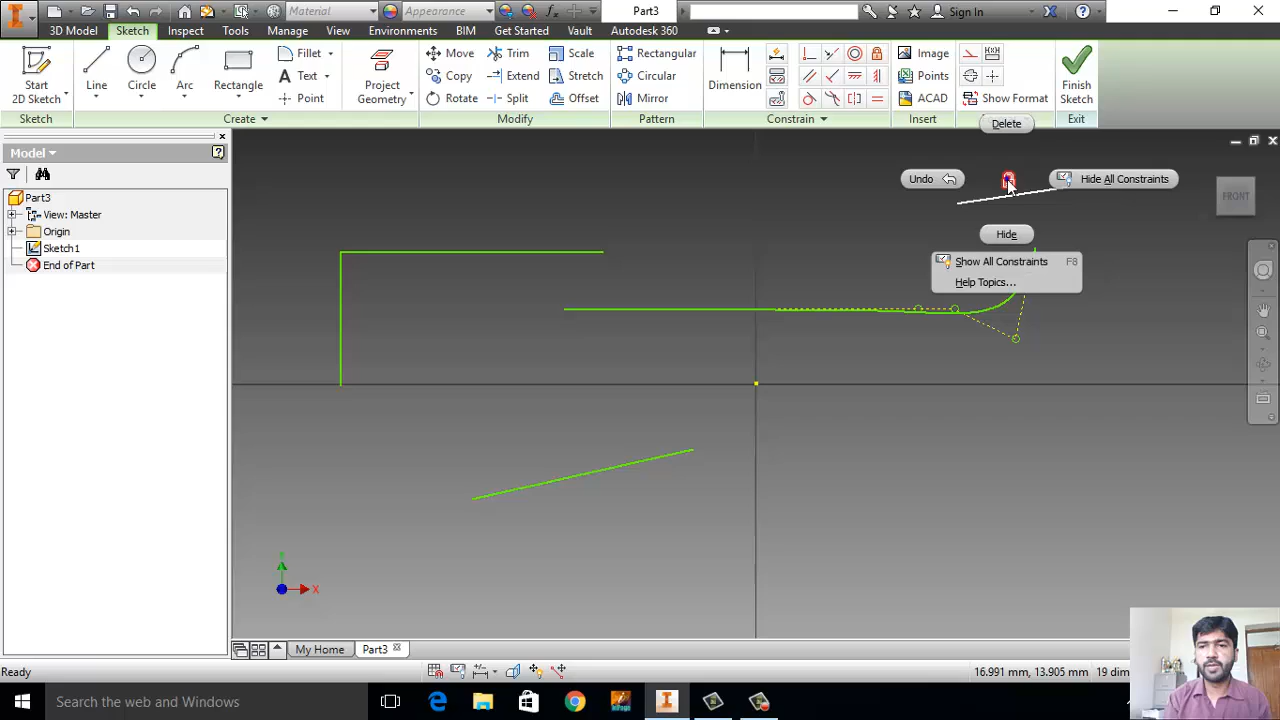 Material
Appearance
Part3
Sign In
3D Model
Sketch
Inspect
Tools
Manage
View
Environments
BIM
Get Started
Vault
Autodesk 360
Start
2D Sketch
Line
Circle
Arc
Rectangle
Fillet
Text
Point
Project
Geometry
Move
Copy
Rotate
Trim
Extend
Split
Scale
Stretch
Offset
Rectangular
Circular
Mirror
Dimension
Image
Points
ACAD
Show Format
Finish
Sketch
Sketch
Create
Modify
Pattern
Constrain
Insert
Exit
Delete
Undo
Hide All Constraints
Hide
Show All Constraints F8
Help Topics...
FRONT
Model
Part3
View: Master
Origin
Sketch1
End of Part
X
My Home
Part3
Ready
16.991 mm, 13.905 mm
19 dim
Search the web and Windows